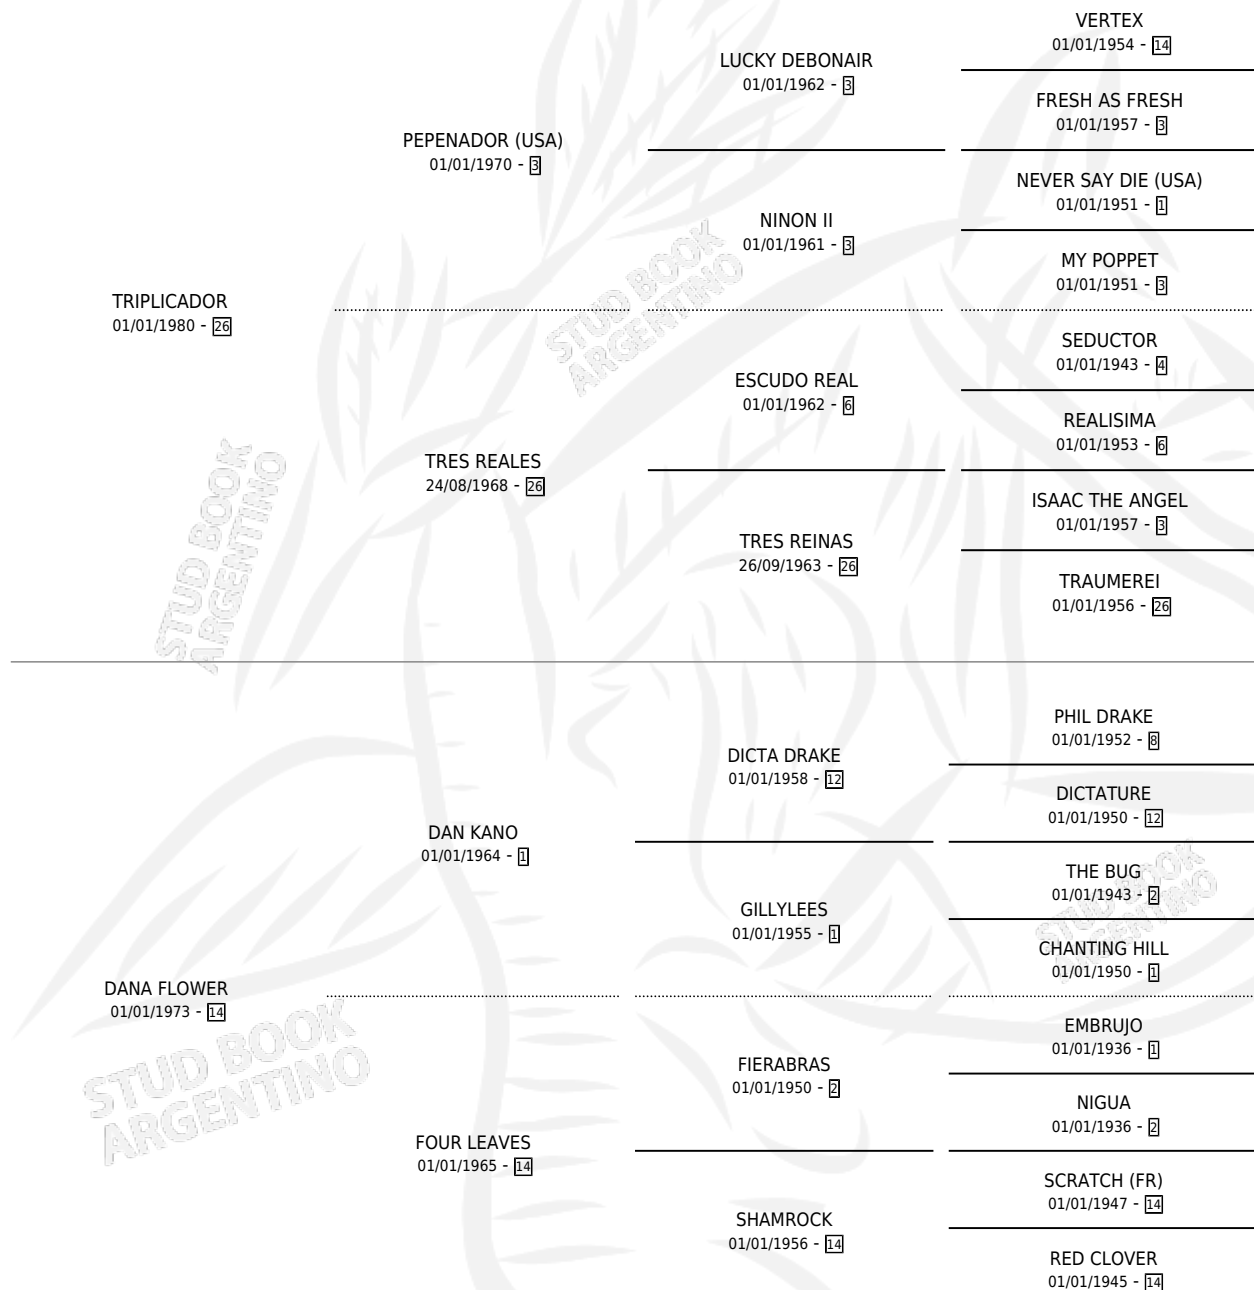 VERTEX
01/01/1954 - 14
LUCKY DEBONAIR
01/01/1962 - 3
FRESH AS FRESH
01/01/1957 - 3
PEPENADOR (USA)
01/01/1970 - 3
NEVER SAY DIE (USA)
01/01/1951 - 1
NINON II
01/01/1961 - 3
MY POPPET
01/01/1951 - 3
TRIPLICADOR
01/01/1980 - 26
SEDUCTOR
01/01/1943 - 4
ESCUDO REAL
01/01/1962 - 6
REALISIMA
01/01/1953 - 6
TRES REALES
24/08/1968 - 26
ISAAC THE ANGEL
01/01/1957 - 3
TRES REINAS
26/09/1963 - 26
TRAUMEREI
01/01/1956 - 26
STUD BOOK
ARGENTINO
STUD BOOK
ARGENTINO
PHIL DRAKE
01/01/1952 - 8
DICTA DRAKE
01/01/1958 - 12
DICTATURE
01/01/1950 - 12
DAN KANO
01/01/1964 - 1
THE BUG
01/01/1943 - 2
GILLYLEES
01/01/1955 - 1
CHANTING HILL
01/01/1950 - 1
DANA FLOWER
01/01/1973 - 14
EMBRUJO
01/01/1936 - 1
FIERABRAS
01/01/1950 - 2
NIGUA
01/01/1936 - 2
FOUR LEAVES
01/01/1965 - 14
SCRATCH (FR)
01/01/1947 - 14
SHAMROCK
01/01/1956 - 14
RED CLOVER
01/01/1945 - 14
STUD BOOK
ARGENTINO
STUD BOOK
ARGENTINO